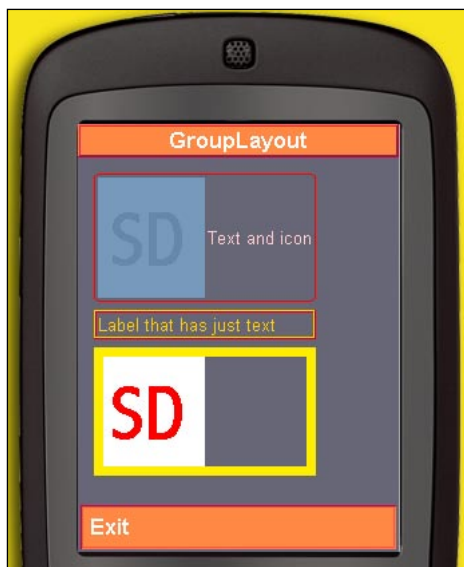 GroupLayout
SD
Text and icon
Label that has just text
SD
Exit